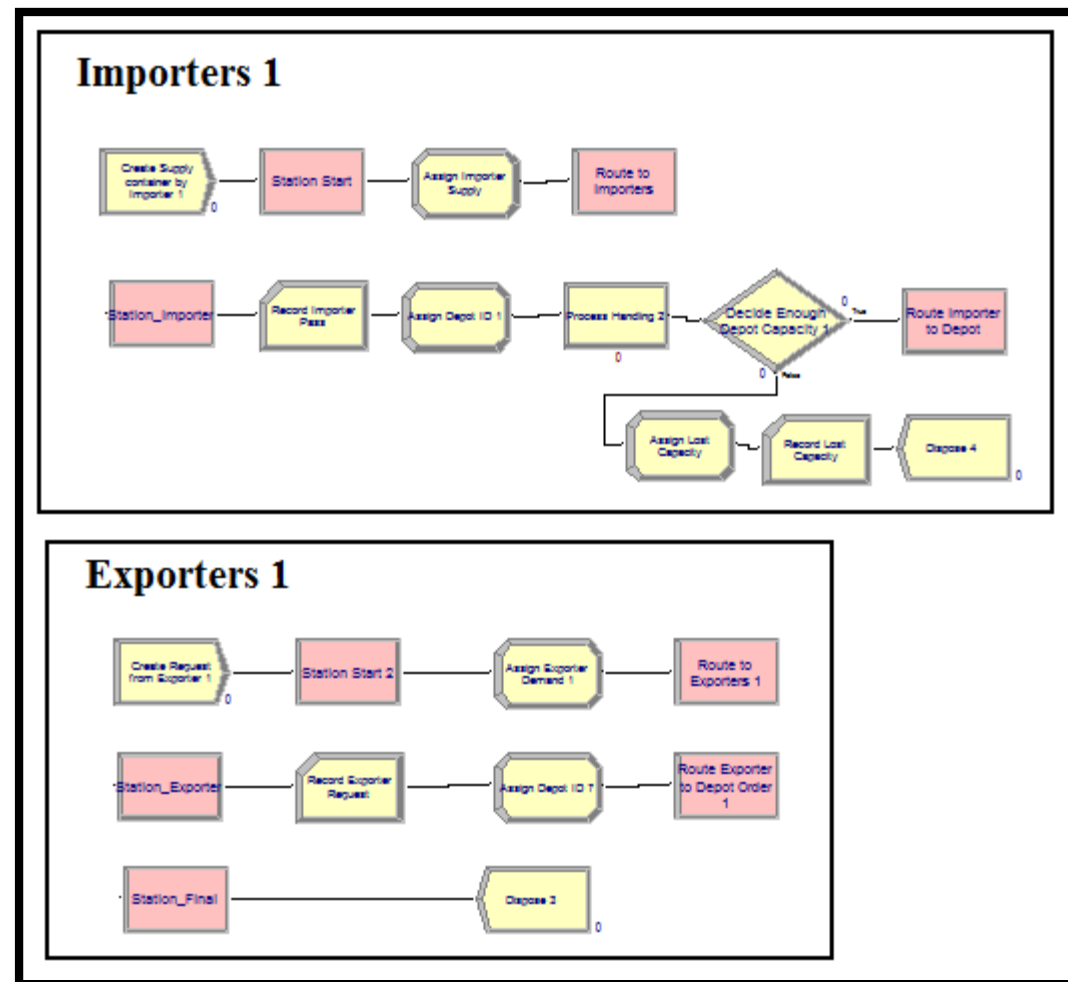 Importers 1
Create Supply
container by
Importer 1
0
Station Start
Assign Importer
Supply
Route to
Importers
Station_Importer
Record Importer
Pass
Assign Depot ID 1
Process Handing 2
0
Decide Enough
Depot Capacity 1
0
True
0
False
Route Importer
to Depot
Assign Lost
Capacity
Record Lost
Capacity
Dispose 4
0
Exporters 1
Create Request
from Exporter 1
0
Station Start 2
Assign Exporter
Demand 1
Route to
Exporters 1
Station_Exporter
Record Exporter
Request
Assign Depot ID 7
Route Exporter
to Depot Order
1
Station_Final
Dispose 3
0